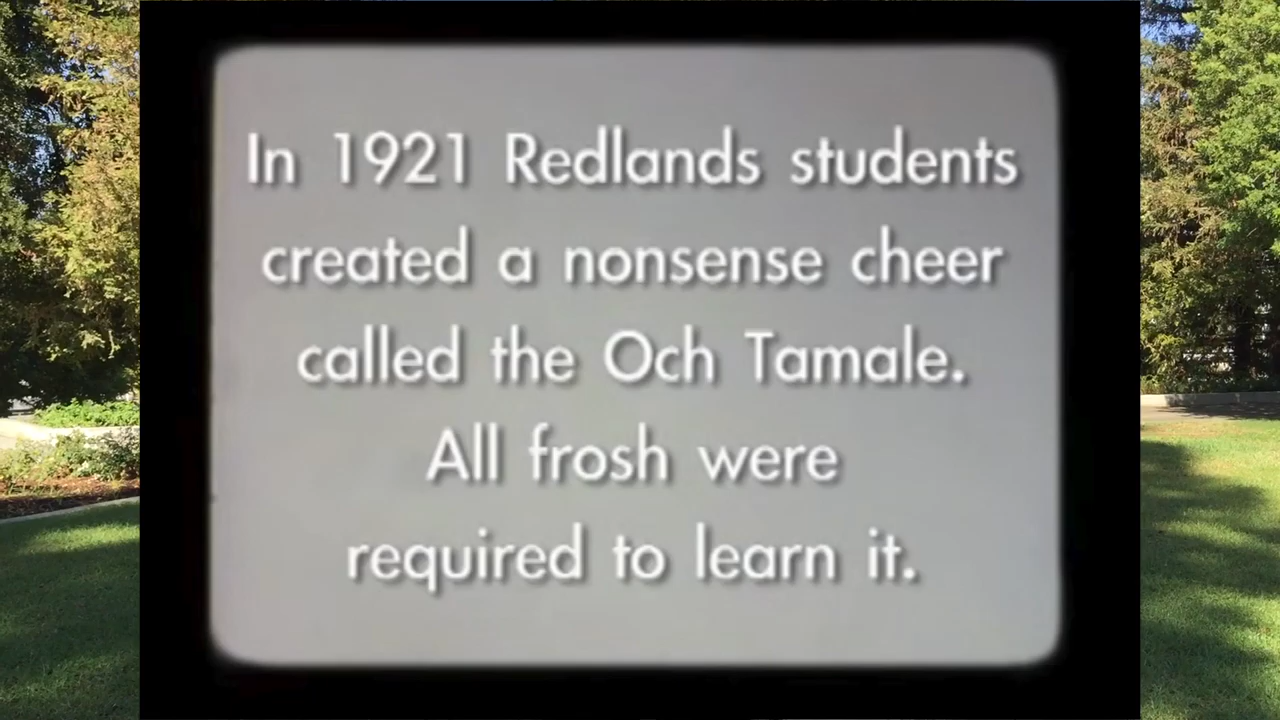 In 1921 Redlands students
created a nonsense cheer
called the Och Tamale.
All frosh were
required to learn it.